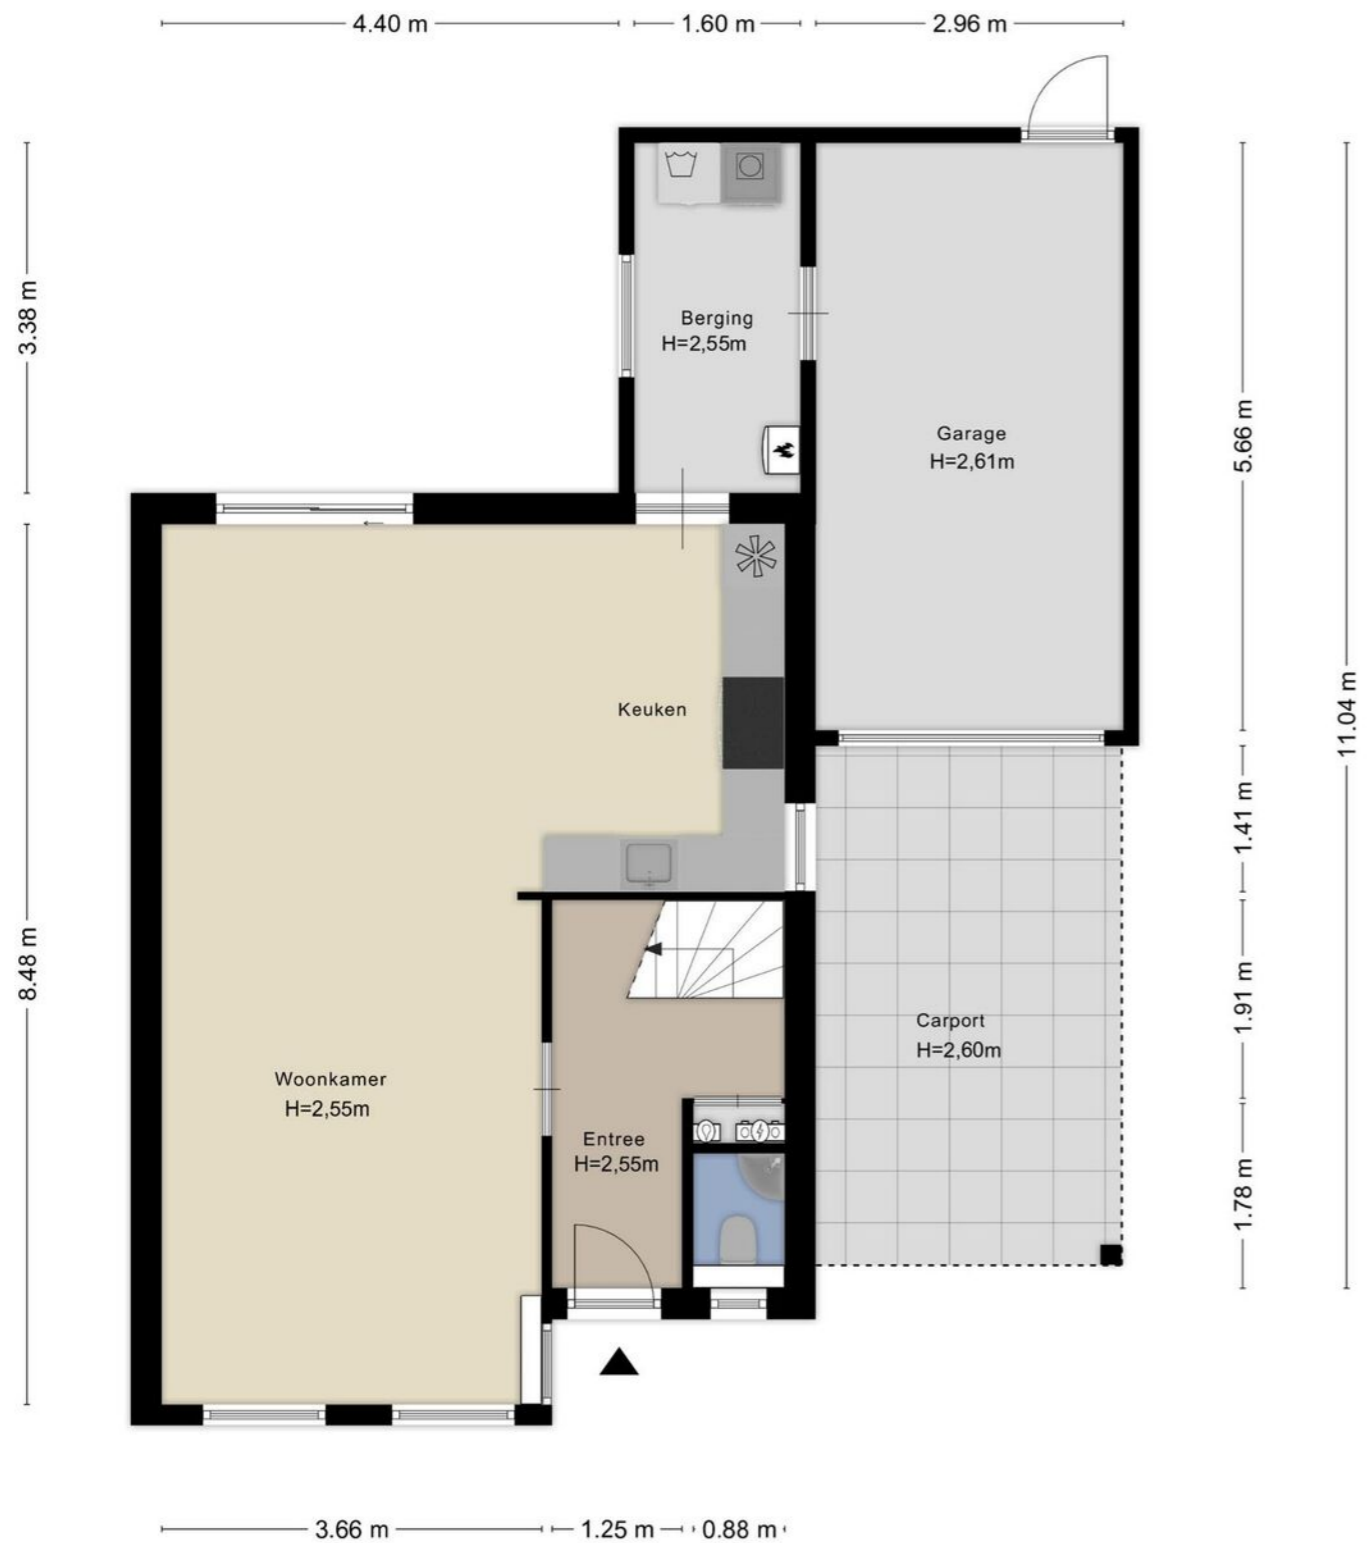 4.40 m
1.60 m
2.96 m
3.38 m
Berging
H=2,55m
Garage
H=2,61m
5.66 m
11.04 m
Keuken
1.41 m
8.48 m
1.91 m
Carport
H=2,60m
Woonkamer
H=2,55m
Entree
H=2,55m
1.78 m
3.66 m
1.25 m
0.88 m